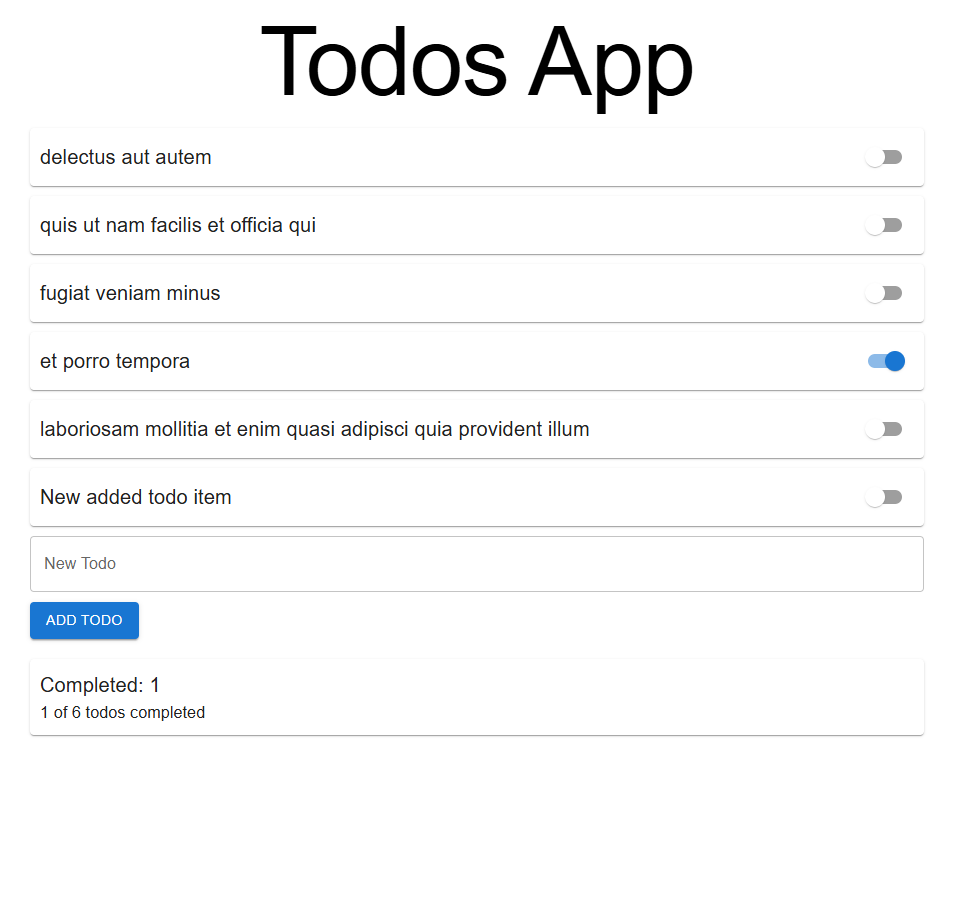 Todos App
delectus aut autem
quis ut nam facilis et officia qui
fugiat veniam minus
et porro tempora
laboriosam mollitia et enim quasi adipisci quia provident illum
New added todo item
New Todo
ADD TODO
Completed: 1
1 of 6 todos completed